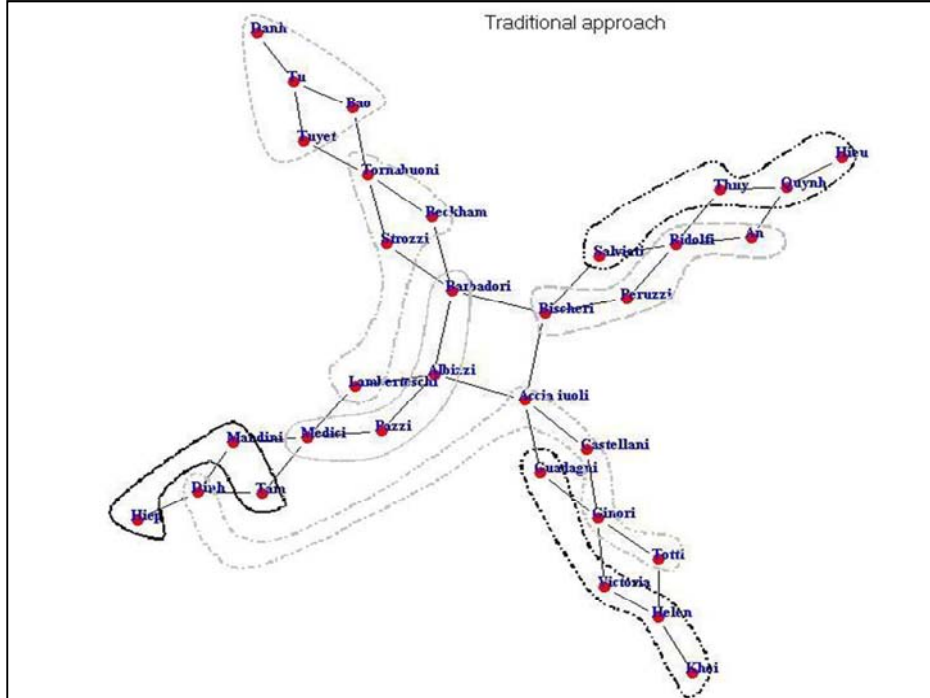 Traditional approach
Danh
Tu
Bao
Tuyet
Tornabuoni
Beckham
Strozzi
Barbadori
Hieu
Thuy
Quynh
Salviati
Ridolfi
An
Bischeri
Peruzzi
Albizzi
Lamberteschi
Acciaiuoli
Mandini
Medici
Pazzi
Castellani
Guadagni
Dinh
Tam
Hiep
Ginori
Totti
Victoria
Helen
Khoi